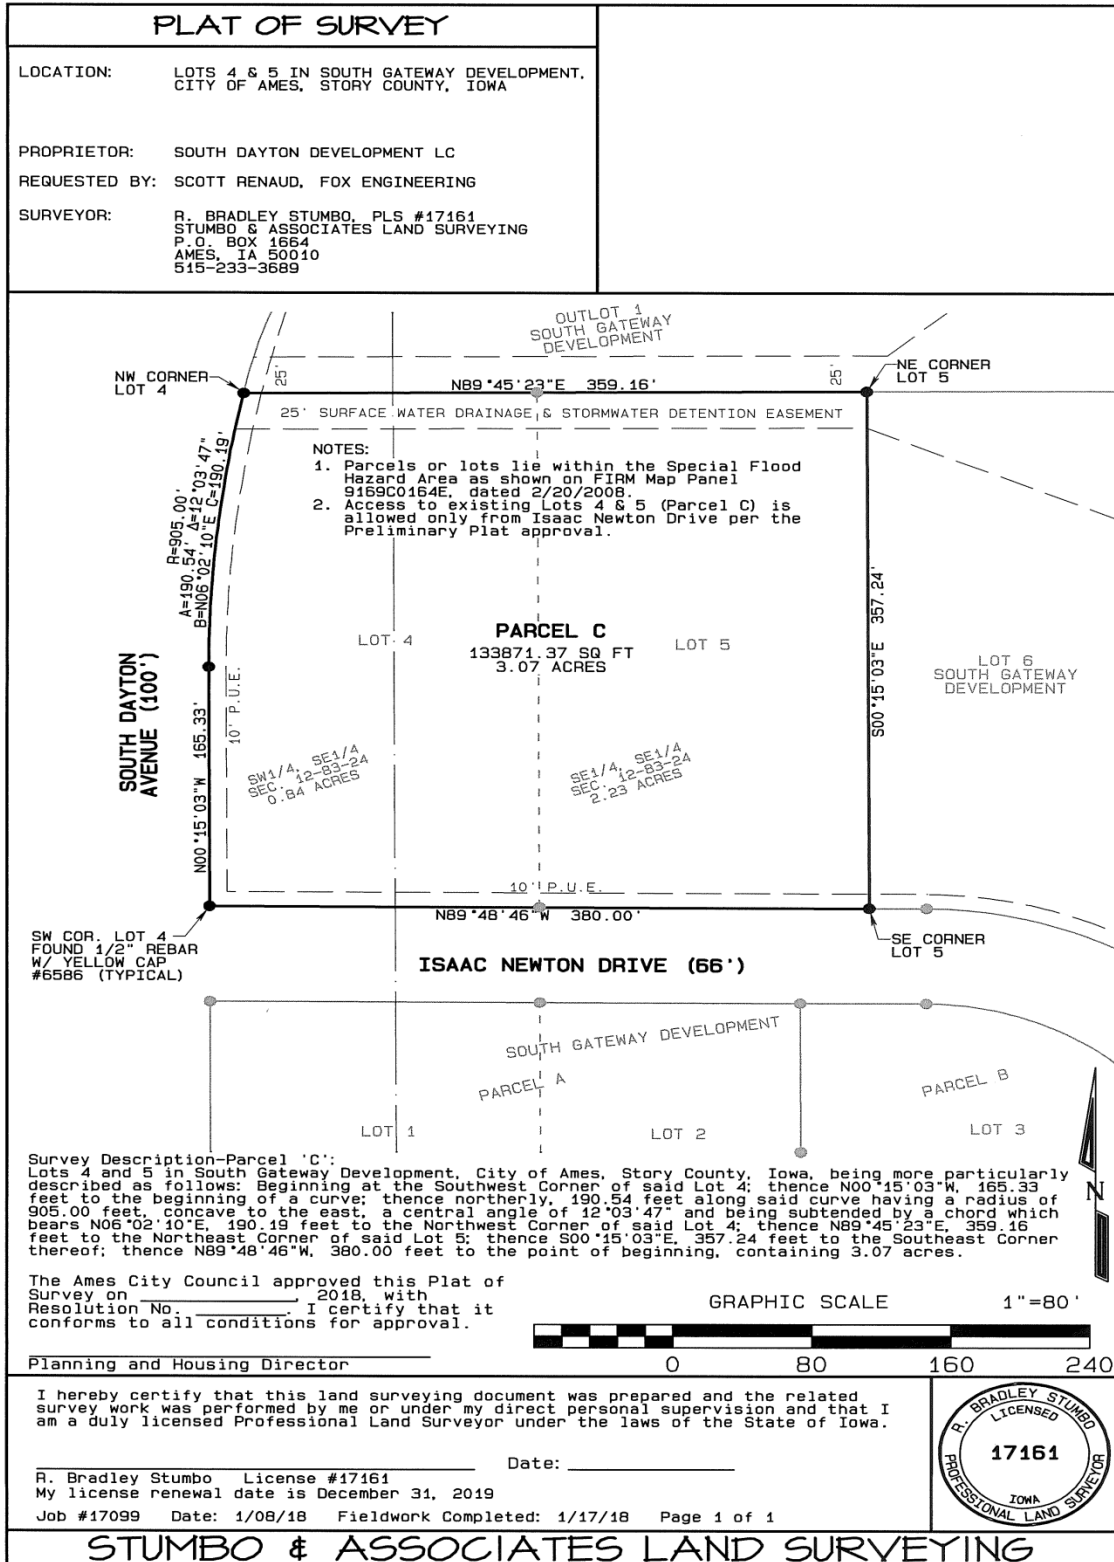 PLAT OF SURVEY
LOCATION: LOTS 4 & 5 IN SOUTH GATEWAY DEVELOPMENT,
CITY OF AMES, STORY COUNTY, IOWA
PROPRIETOR: SOUTH DAYTON DEVELOPMENT LC
REQUESTED BY: SCOTT RENAUD, FOX ENGINEERING
SURVEYOR: R. BRADLEY STUMBO, PLS #17161
STUMBO & ASSOCIATES LAND SURVEYING
P.O. BOX 1664
AMES, IA 50010
515-233-3689
OUTLOT 1
SOUTH GATEWAY
DEVELOPMENT
NW CORNER
LOT 4
25'
N89°45'23"E 359.16'
25'
NE CORNER
LOT 5
25' SURFACE WATER DRAINAGE & STORMWATER DETENTION EASEMENT
NOTES:
1. Parcels or lots lie within the Special Flood
Hazard Area as shown on FIRM Map Panel
9169C0164E, dated 2/20/2008.
2. Access to existing Lots 4 & 5 (Parcel C) is
allowed only from Isaac Newton Drive per the
Preliminary Plat approval.
R=905.00'
A=190.54' Δ=12°03'47"
B=N06°02'10"E C=190.19'
S00°15'03"E 357.24'
PARCEL C
133871.37 SQ FT
3.07 ACRES
LOT 4
LOT 5
LOT 6
SOUTH GATEWAY
DEVELOPMENT
SOUTH DAYTON
AVENUE (100')
N00°15'03"W 165.33'
10' P.U.E.
SW1/4, SE1/4
SEC. 12-83-24
0.84 ACRES
SE1/4, SE1/4
SEC. 12-83-24
2.23 ACRES
10' P.U.E.
N89°48'46"W 380.00'
SW COR. LOT 4
FOUND 1/2" REBAR
W/ YELLOW CAP
#6586 (TYPICAL)
SE CORNER
LOT 5
ISAAC NEWTON DRIVE (66')
SOUTH GATEWAY DEVELOPMENT
PARCEL A
PARCEL B
LOT 1
LOT 2
LOT 3
N
Survey Description-Parcel 'C':
Lots 4 and 5 in South Gateway Development, City of Ames, Story County, Iowa, being more particularly
described as follows: Beginning at the Southwest Corner of said Lot 4; thence N00°15'03"W, 165.33
feet to the beginning of a curve; thence northerly, 190.54 feet along said curve having a radius of
905.00 feet, concave to the east, a central angle of 12°03'47" and being subtended by a chord which
bears N06°02'10"E, 190.19 feet to the Northwest Corner of said Lot 4; thence N89°45'23"E, 359.16
feet to the Northeast Corner of said Lot 5; thence S00°15'03"E, 357.24 feet to the Southeast Corner
thereof; thence N89°48'46"W, 380.00 feet to the point of beginning, containing 3.07 acres.
The Ames City Council approved this Plat of
Survey on ____________, 2018, with
Resolution No. ________. I certify that it
conforms to all conditions for approval.
Planning and Housing Director
GRAPHIC SCALE 1"=80'
0 80 160 240
I hereby certify that this land surveying document was prepared and the related
survey work was performed by me or under my direct personal supervision and that I
am a duly licensed Professional Land Surveyor under the laws of the State of Iowa.
Date: ____________
R. Bradley Stumbo License #17161
My license renewal date is December 31, 2019
Job #17099 Date: 1/08/18 Fieldwork Completed: 1/17/18 Page 1 of 1
R. BRADLEY STUMBO
LICENSED
17161
IOWA
PROFESSIONAL LAND SURVEYOR
STUMBO & ASSOCIATES LAND SURVEYING